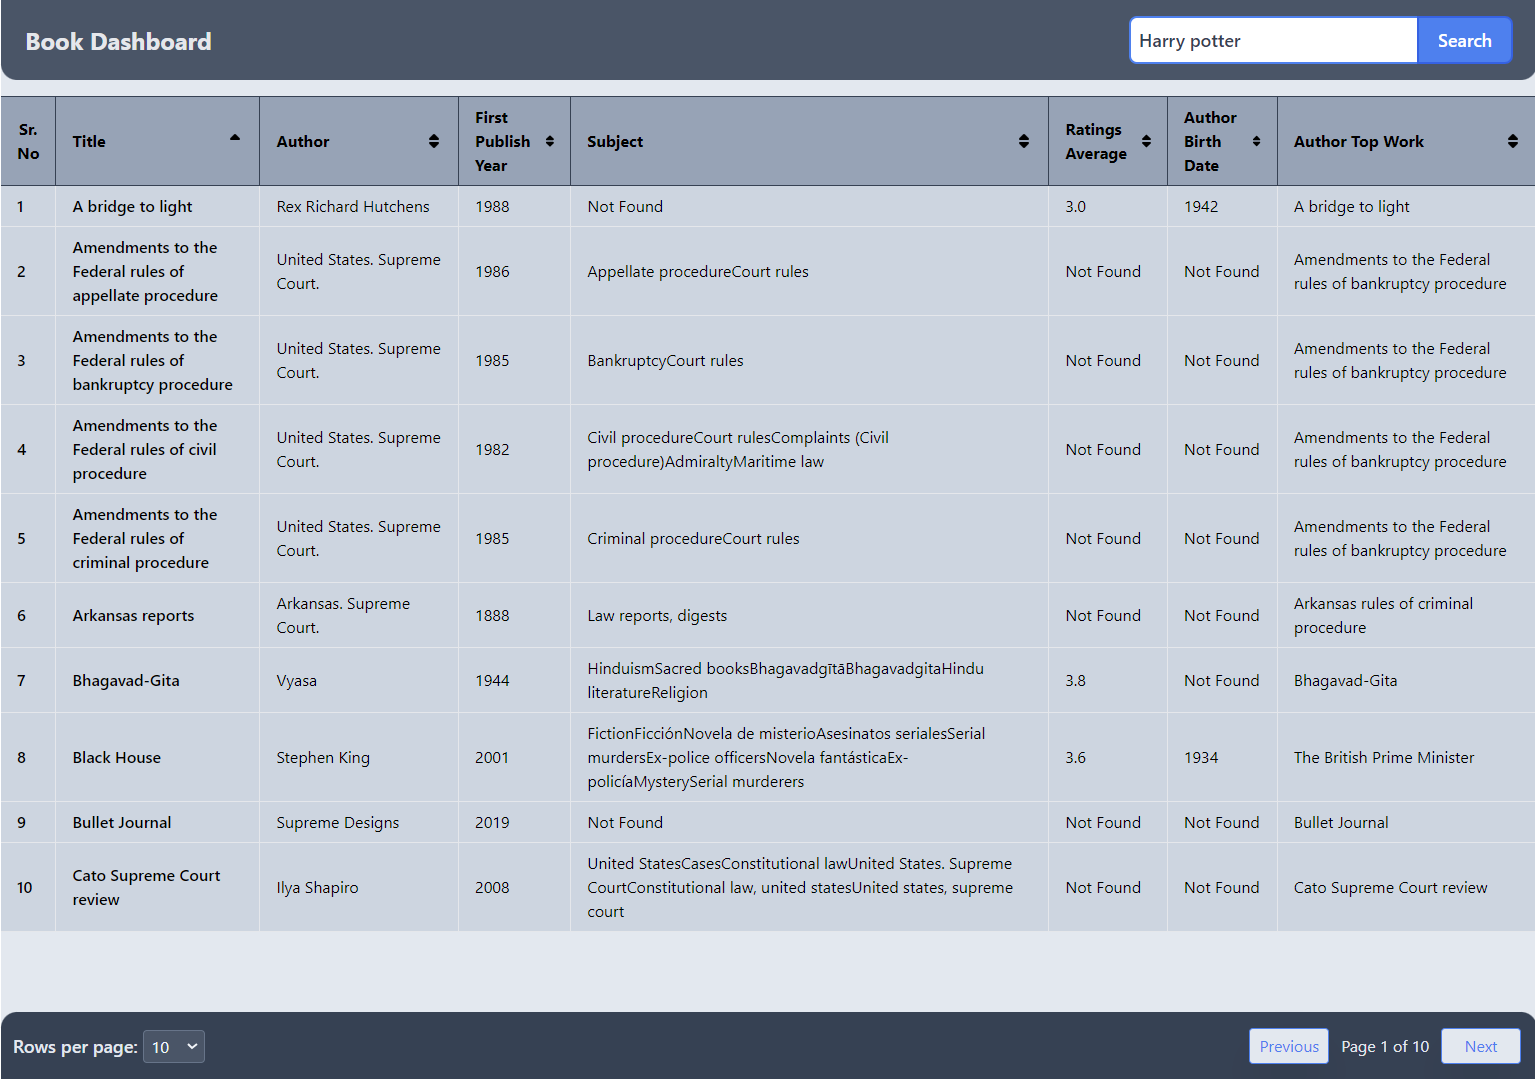 Book Dashboard
Harry potter
Search
Sr. No
Title
Author
First Publish Year
Subject
Ratings Average
Author Birth Date
Author Top Work
1
A bridge to light
Rex Richard Hutchens
1988
Not Found
3.0
1942
A bridge to light
2
Amendments to the
Federal rules of
appellate procedure
United States. Supreme
Court.
1986
Appellate procedureCourt rules
Not Found
Not Found
Amendments to the Federal
rules of bankruptcy procedure
3
Amendments to the
Federal rules of
bankruptcy procedure
United States. Supreme
Court.
1985
BankruptcyCourt rules
Not Found
Not Found
Amendments to the Federal
rules of bankruptcy procedure
4
Amendments to the
Federal rules of civil
procedure
United States. Supreme
Court.
1982
Civil procedureCourt rulesComplaints (Civil
procedure)AdmiraltyMaritime law
Not Found
Not Found
Amendments to the Federal
rules of bankruptcy procedure
5
Amendments to the
Federal rules of
criminal procedure
United States. Supreme
Court.
1985
Criminal procedureCourt rules
Not Found
Not Found
Amendments to the Federal
rules of bankruptcy procedure
6
Arkansas reports
Arkansas. Supreme
Court.
1888
Law reports, digests
Not Found
Not Found
Arkansas rules of criminal
procedure
7
Bhagavad-Gita
Vyasa
1944
HinduismSacred booksBhagavadgītāBhagavadgitaHindu
literatureReligion
3.8
Not Found
Bhagavad-Gita
8
Black House
Stephen King
2001
FictionFicciónNovela de misterioAsesinatos serialesSerial
murdersEx-police officersNovela fantásticaEx-
policíaMysterySerial murderers
3.6
1934
The British Prime Minister
9
Bullet Journal
Supreme Designs
2019
Not Found
Not Found
Not Found
Bullet Journal
10
Cato Supreme Court
review
Ilya Shapiro
2008
United StatesCasesConstitutional lawUnited States. Supreme
CourtConstitutional law, united statesUnited states, supreme
court
Not Found
Not Found
Cato Supreme Court review
Rows per page: 10
Previous
Page 1 of 10
Next